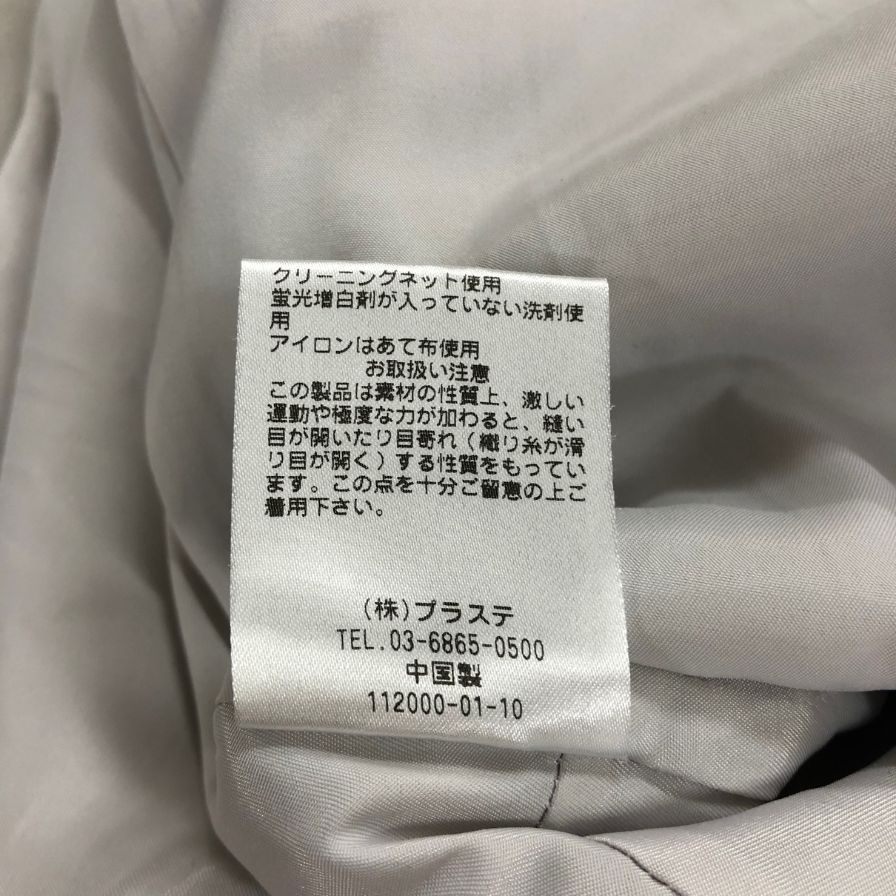 クリーニングネット使用
蛍光増白剤が入っていない洗剤使
用
アイロンはあて布使用
お取扱い注意
この製品は素材の性質上、激しい
運動や極度な力が加わると、縫い
目が開いたり目寄れ(織り糸が滑
り目が開く)する性質をもってい
ます。この点を十分ご留意の上ご
着用下さい。
(株)プラステ
TEL.03-6865-0500
中国製
112000-01-10